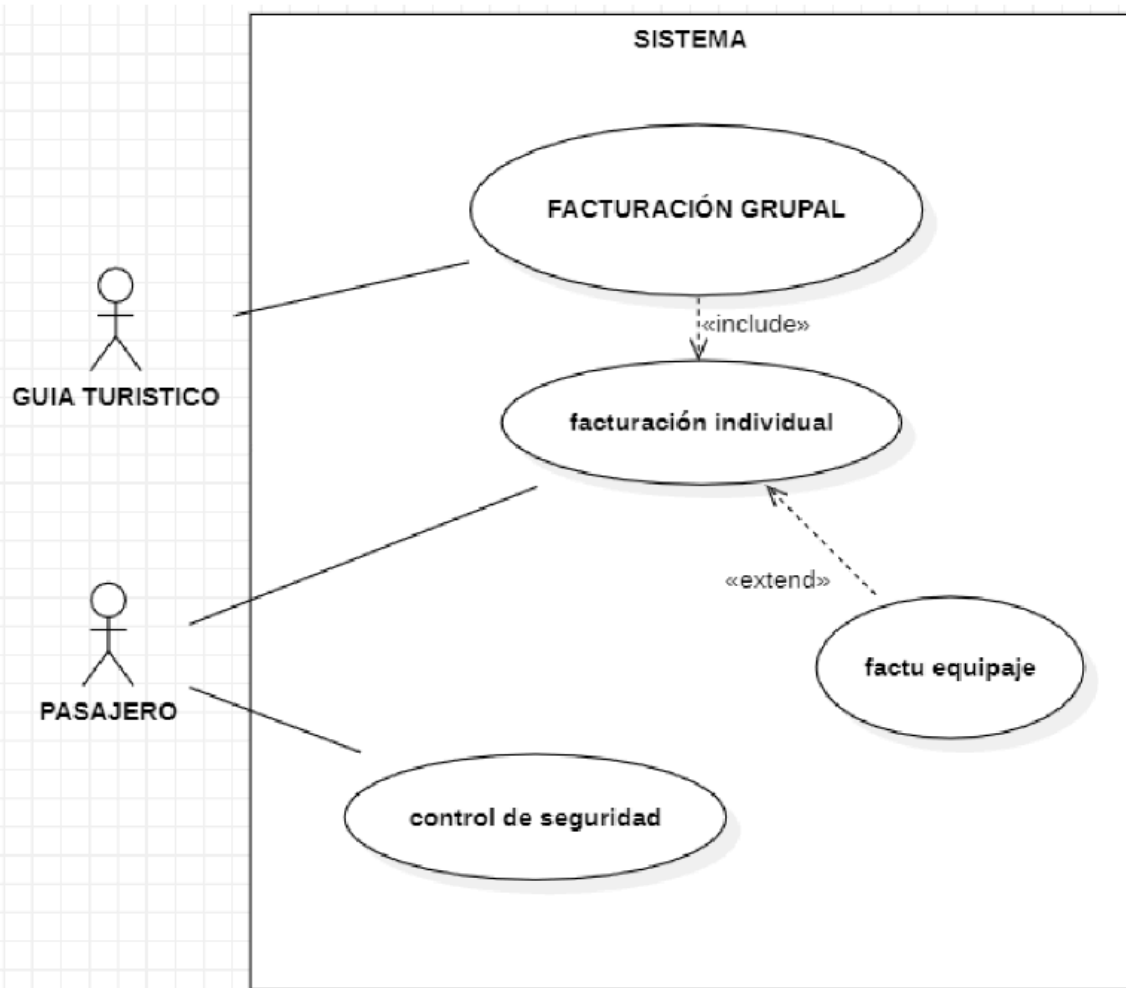 SISTEMA
FACTURACIÓN GRUPAL
«include»
GUIA TURISTICO
facturación individual
«extend»
factu equipaje
PASAJERO
control de seguridad